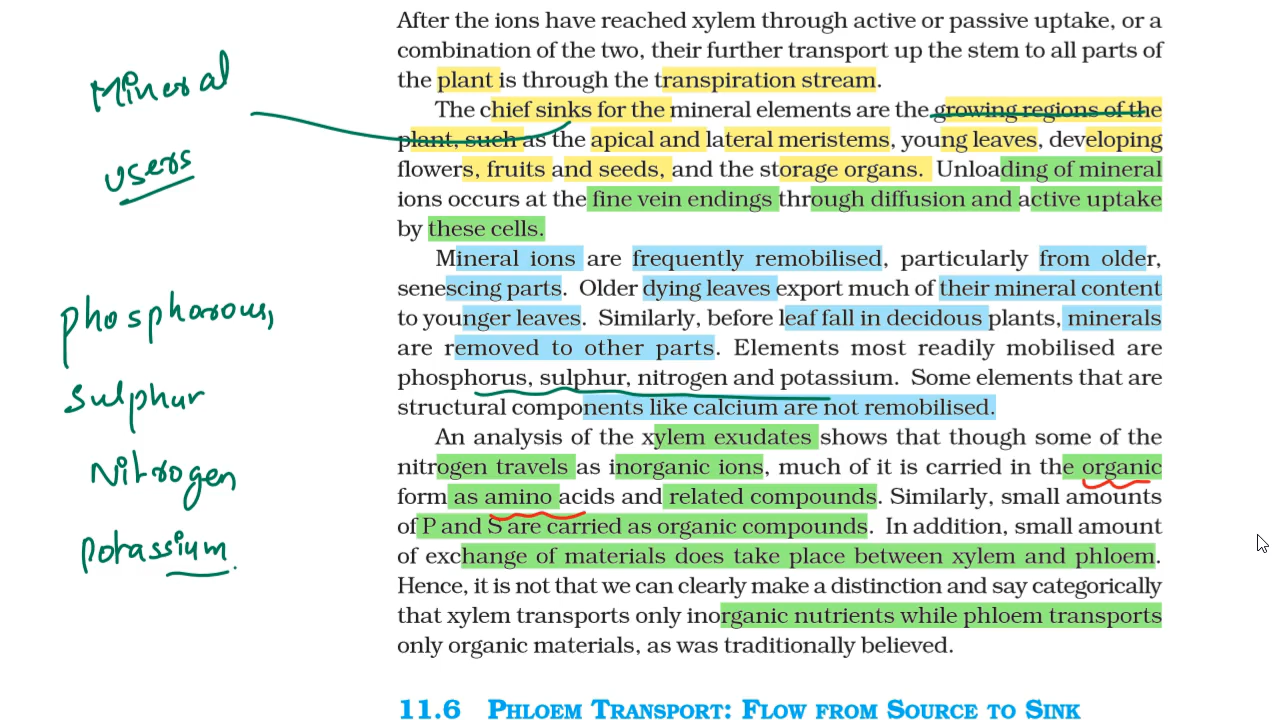 After the ions have reached xylem through active or passive uptake, or a
combination of the two, their further transport up the stem to all parts of
the plant is through the transpiration stream.
The chief sinks for the mineral elements are the growing regions of the
plant, such as the apical and lateral meristems, young leaves, developing
flowers, fruits and seeds, and the storage organs. Unloading of mineral
ions occurs at the fine vein endings through diffusion and active uptake
by these cells.
Mineral ions are frequently remobilised, particularly from older,
senescing parts. Older dying leaves export much of their mineral content
to younger leaves. Similarly, before leaf fall in decidous plants, minerals
are removed to other parts. Elements most readily mobilised are
phosphorus, sulphur, nitrogen and potassium. Some elements that are
structural components like calcium are not remobilised.
An analysis of the xylem exudates shows that though some of the
nitrogen travels as inorganic ions, much of it is carried in the organic
form as amino acids and related compounds. Similarly, small amounts
of P and S are carried as organic compounds. In addition, small amount
of exchange of materials does take place between xylem and phloem.
Hence, it is not that we can clearly make a distinction and say categorically
that xylem transports only inorganic nutrients while phloem transports
only organic materials, as was traditionally believed.
11.6 PHLOEM TRANSPORT: FLOW FROM SOURCE TO SINK
Mineral
users
phosphorous,
sulphur
Nitrogen
potassium.